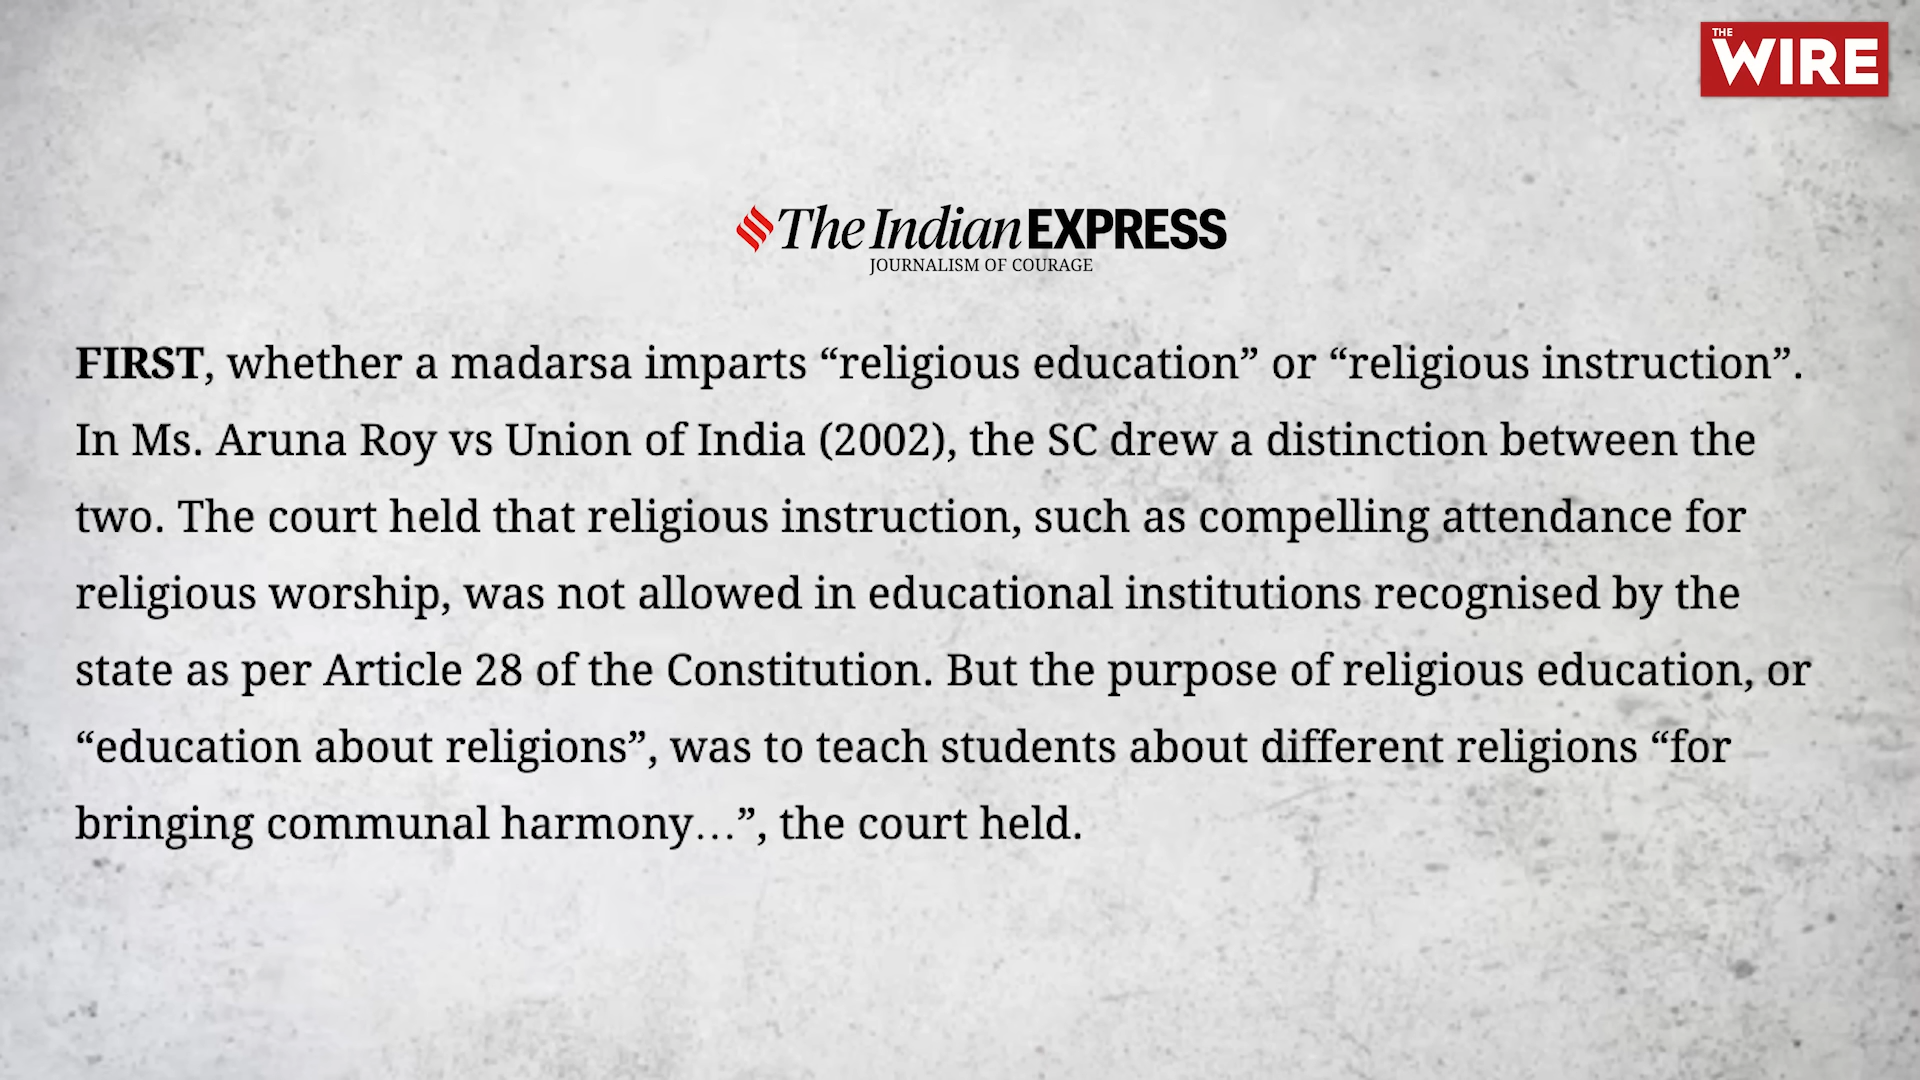 THE
WIRE
The Indian EXPRESS
JOURNALISM OF COURAGE
FIRST, whether a madarsa imparts “religious education” or “religious instruction”.
In Ms. Aruna Roy vs Union of India (2002), the SC drew a distinction between the
two. The court held that religious instruction, such as compelling attendance for
religious worship, was not allowed in educational institutions recognised by the
state as per Article 28 of the Constitution. But the purpose of religious education, or
“education about religions”, was to teach students about different religions “for
bringing communal harmony…”, the court held.